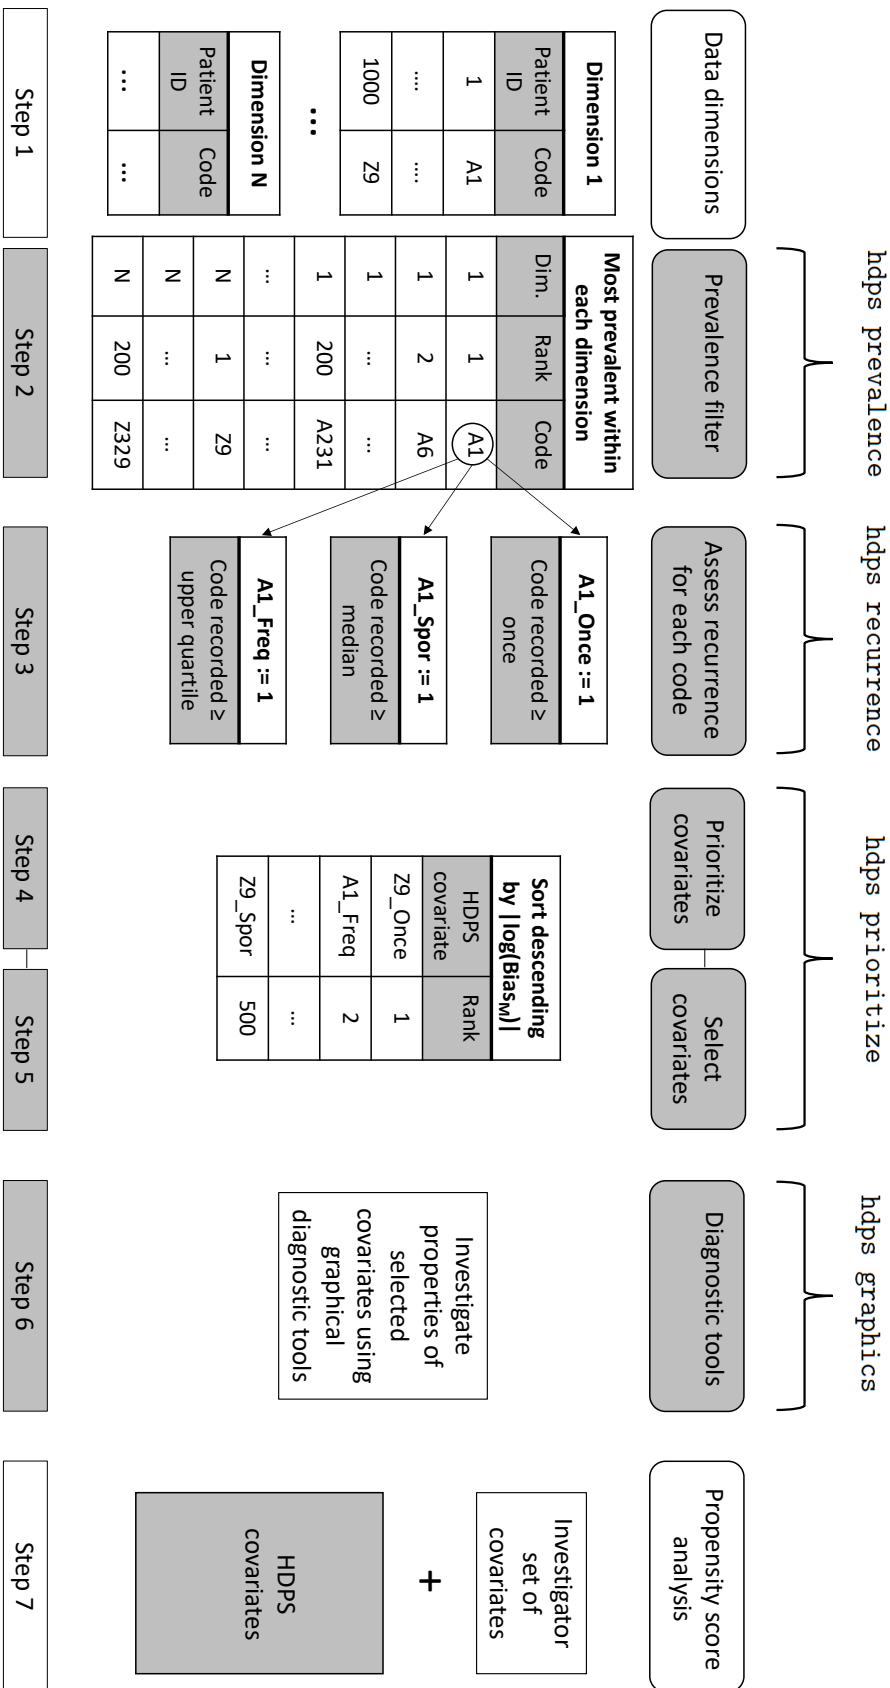 hdps prevalence
hdps recurrence
hdps prioritize
hdps graphics
Data dimensions
Prevalence filter
Assess recurrence
for each code
Prioritize
covariates
Select
covariates
Diagnostic tools
Propensity score
analysis
Dimension 1
Patient
ID
Code
1
A1
....
....
1000
Z9
...
Dimension N
Patient
ID
Code
...
...
Most prevalent within
each dimension
Dim.
Rank
Code
1
1
A1
1
2
A6
1
...
...
1
200
A231
...
...
...
N
1
Z9
N
...
...
N
200
Z329
A1_Once := 1
Code recorded ≥
once
A1_Spor := 1
Code recorded ≥
median
A1_Freq := 1
Code recorded ≥
upper quartile
Sort descending
by |log(BiasM)|
HDPS
covariate
Rank
Z9_Once
1
A1_Freq
2
...
...
Z9_Spor
500
Investigate
properties of
selected
covariates using
graphical
diagnostic tools
Investigator
set of
covariates
+
HDPS
covariates
Step 1
Step 2
Step 3
Step 4
Step 5
Step 6
Step 7